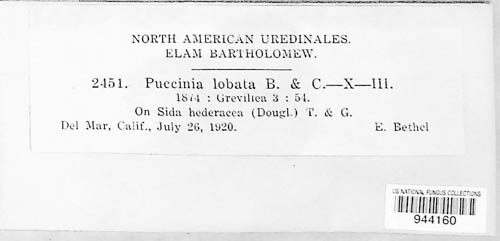 NORTH AMERICAN UREDINALES.
ELAM BARTHOLOMEW.
2451. Puccinia lobata B. & C.—X—III.
1874 : Grevillea 3 : 54.
On Sida hederacea (Dougl.) T. & G.
Del Mar, Calif., July 26, 1920. E. Bethel
US NATIONAL FUNGUS COLLECTIONS
944160